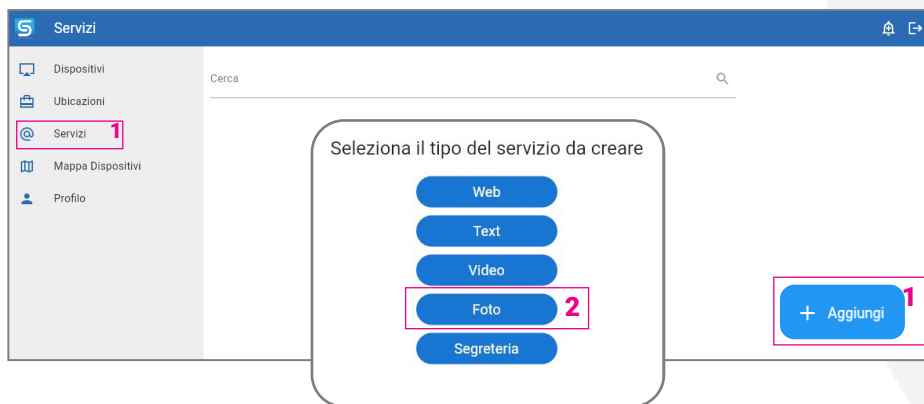 Servizi
Dispositivi
Ubicazioni
Servizi 1
Mappa Dispositivi
Profilo
Cerca
Seleziona il tipo del servizio da creare
Web
Text
Video
Foto 2
Segreteria
+ Aggiungi 1